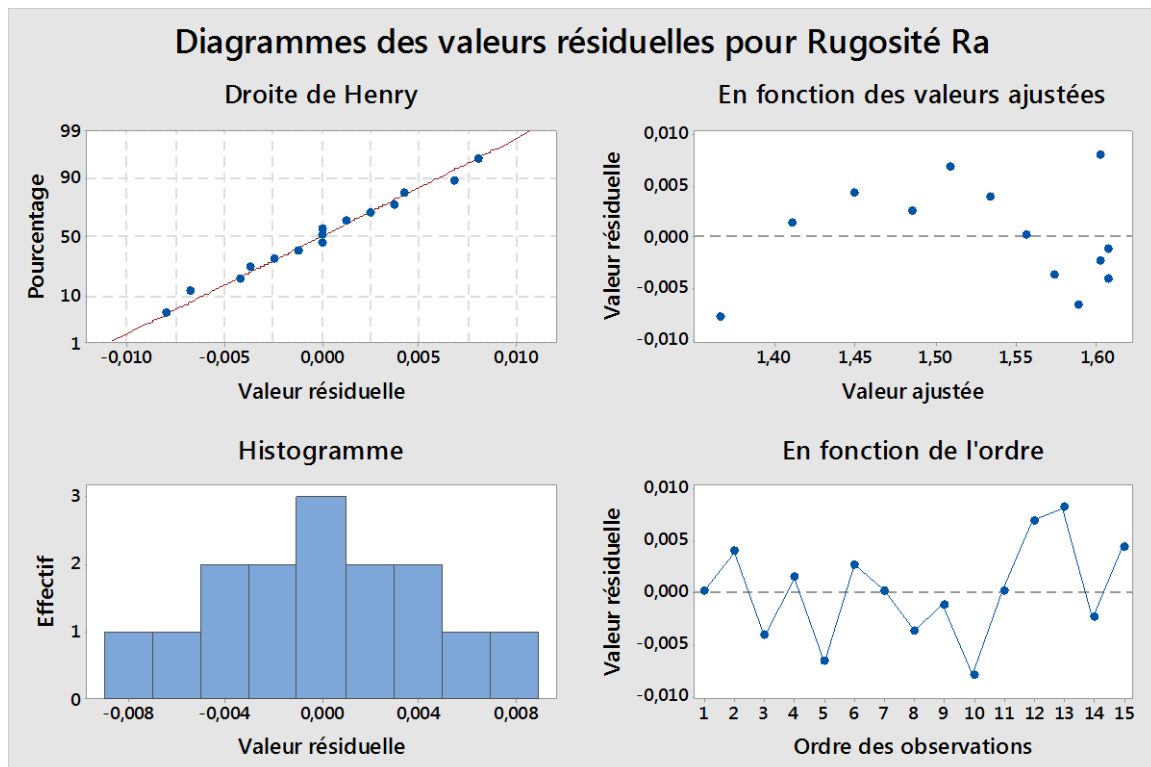 Diagrammes des valeurs résiduelles pour Rugosité Ra
Droite de Henry
Pourcentage
99
90
50
10
1
-0,010 -0,005 0,000 0,005 0,010
Valeur résiduelle
En fonction des valeurs ajustées
Valeur résiduelle
0,010
0,005
0,000
-0,005
-0,010
1,40 1,45 1,50 1,55 1,60
Valeur ajustée
Histogramme
Effectif
3
2
1
0
-0,008 -0,004 0,000 0,004 0,008
Valeur résiduelle
En fonction de l'ordre
Valeur résiduelle
0,010
0,005
0,000
-0,005
-0,010
1 2 3 4 5 6 7 8 9 10 11 12 13 14 15
Ordre des observations